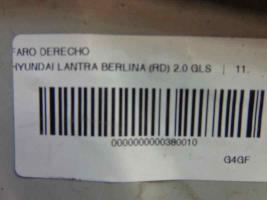 FARO DERECHO
HYUNDAI LANTRA BERLINA (RD) 2.0 GLS | 11.
0000000000380010
G4GF